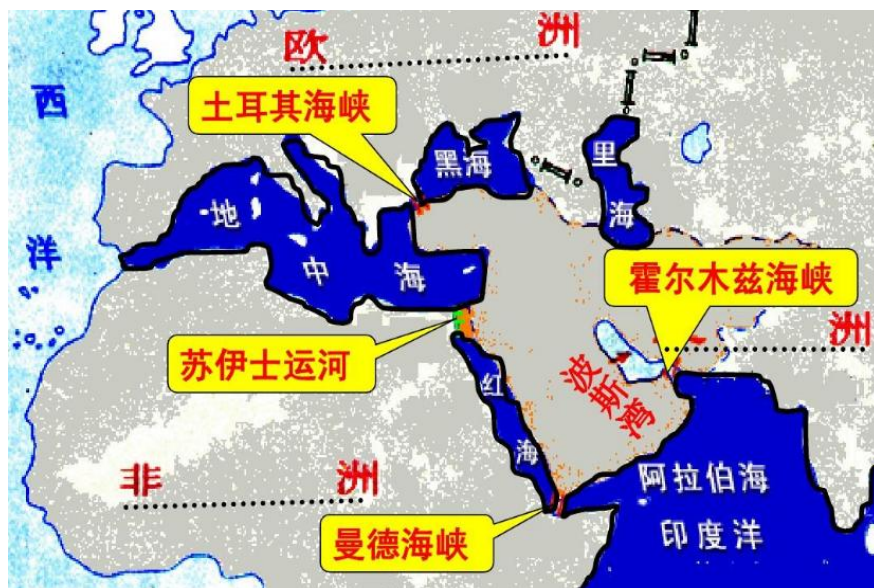 欧洲
西洋
土耳其海峡
黑海
里海
地中海
霍尔木兹海峡
洲
苏伊士运河
红海
波斯湾
非洲
阿拉伯海
印度洋
曼德海峡